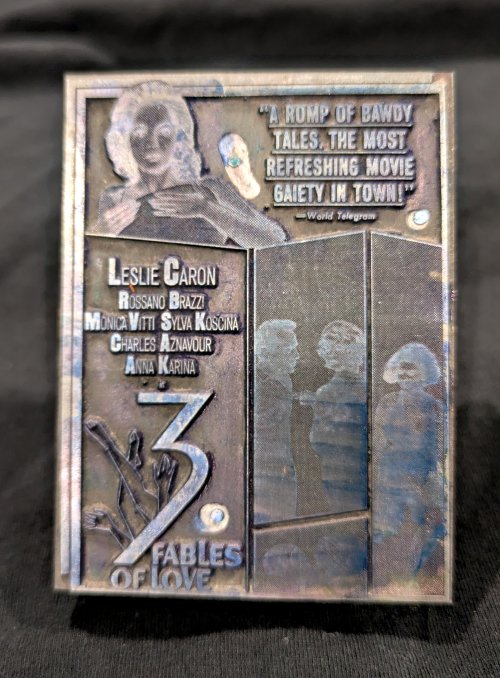 "A ROMP OF BAWDY
TALES. THE MOST
REFRESHING MOVIE
GAIETY IN TOWN!"
—World Telegram
LESLIE CARON
ROSSANO BRAZZI
MONICA VITTI SYLVA KOSCINA
CHARLES AZNAVOUR
ANNA KARINA
in
3
FABLES
OF LOVE